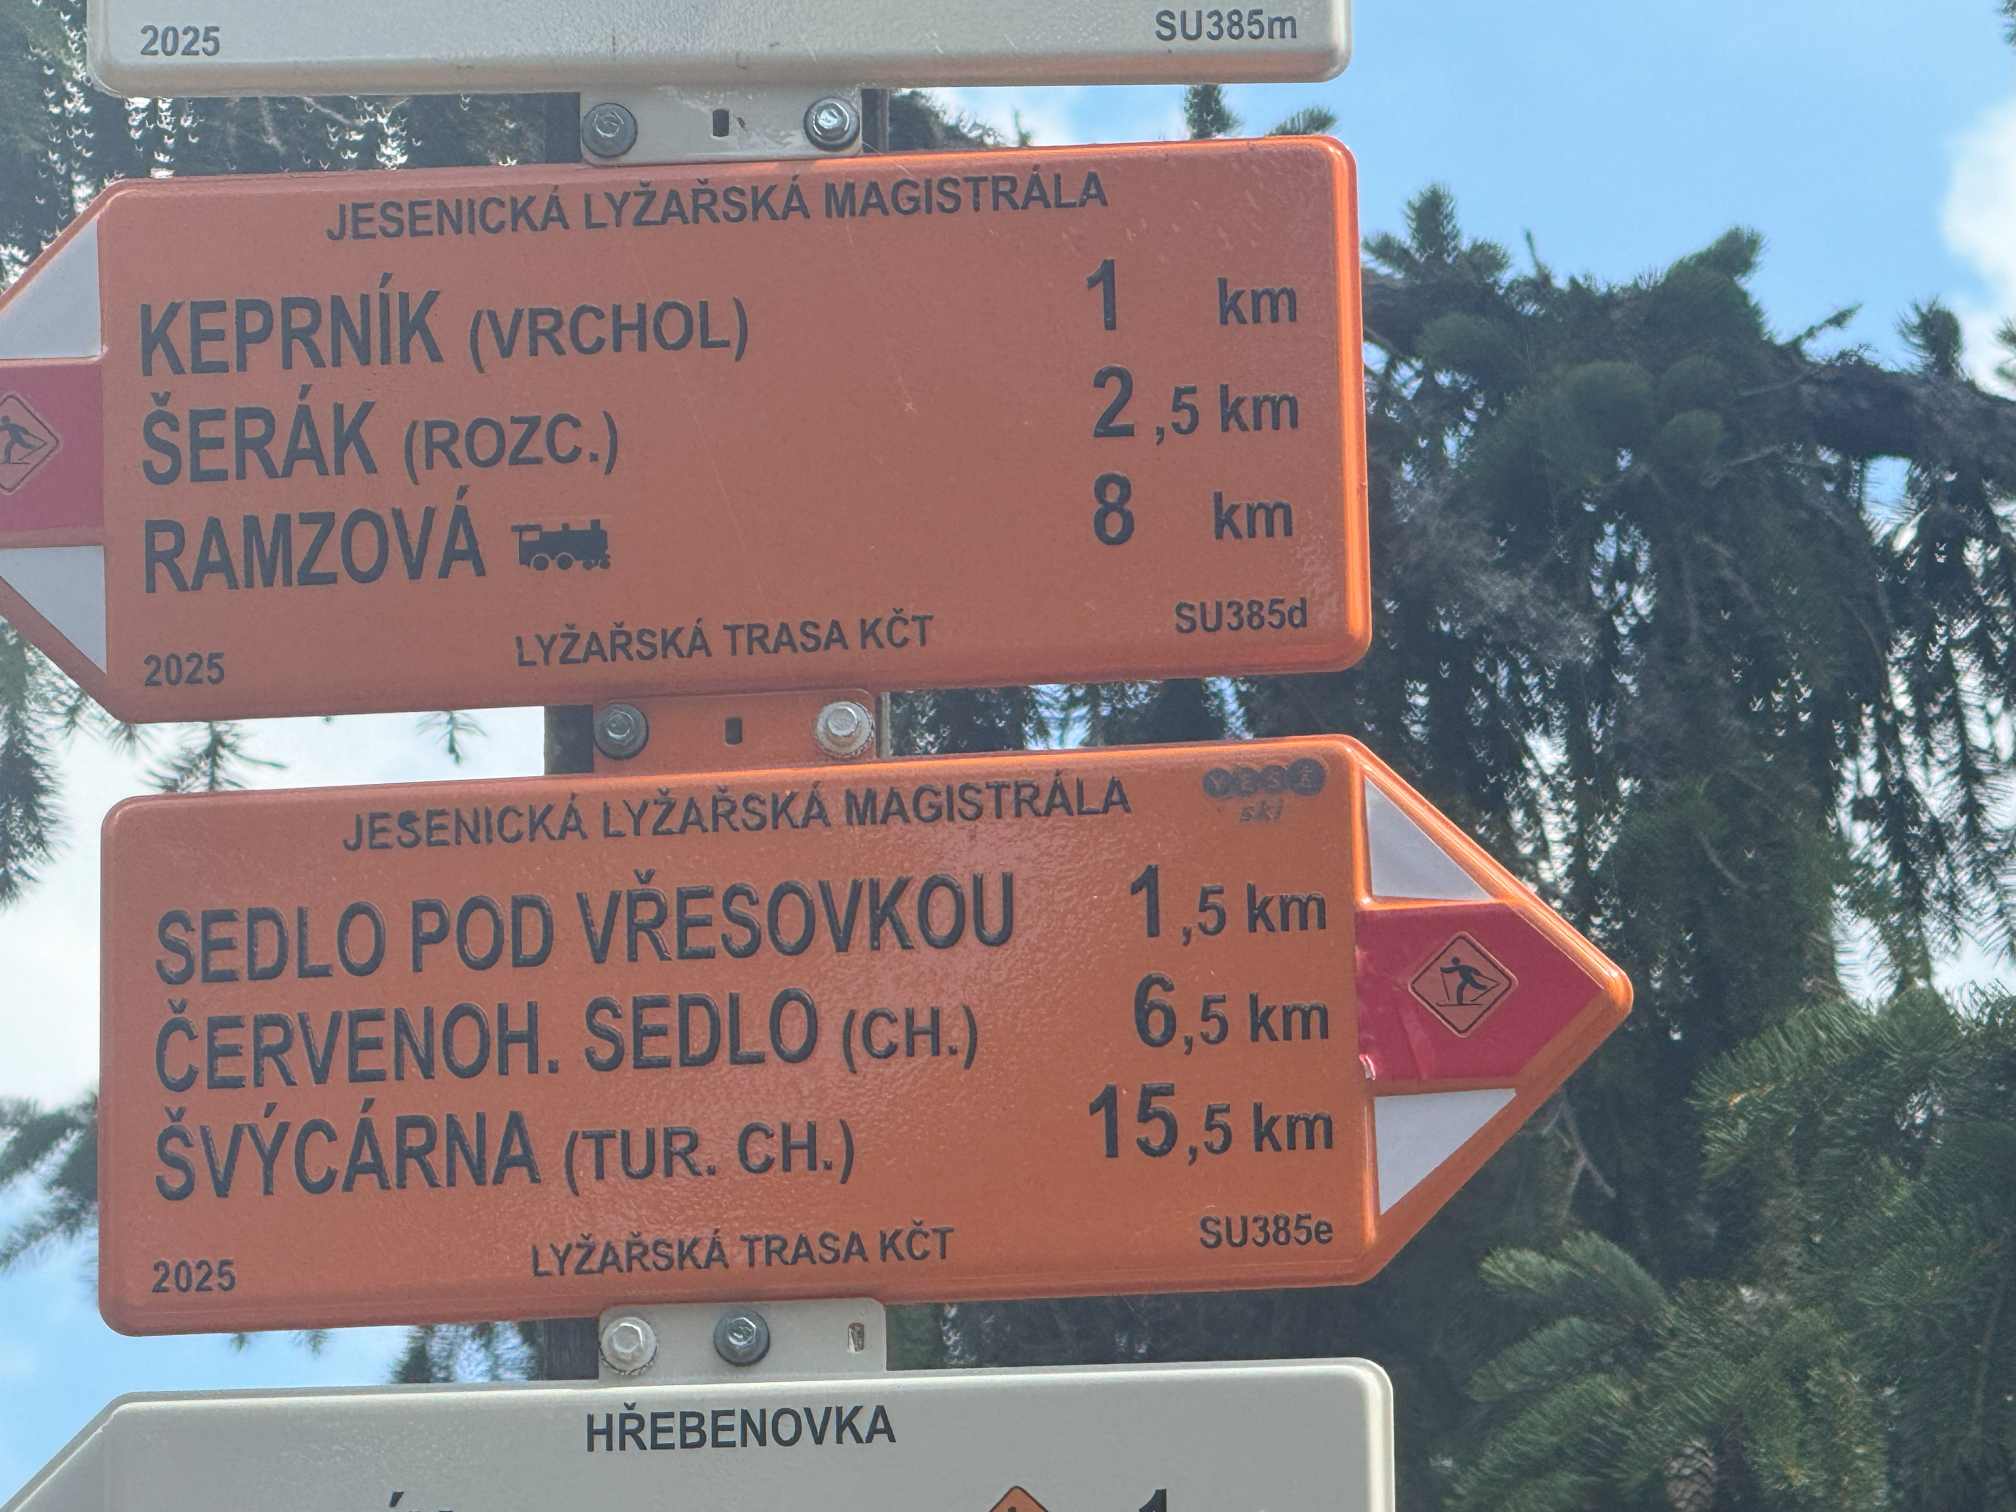 2025 SU385m
JESENICKÁ LYŽAŘSKÁ MAGISTRÁLA
KEPRNÍK (VRCHOL) 1 km
ŠERÁK (ROZC.) 2,5 km
RAMZOVÁ 8 km
2025 LYŽAŘSKÁ TRASA KČT SU385d
JESENICKÁ LYŽAŘSKÁ MAGISTRÁLA
ski
SEDLO POD VŘESOVKOU 1,5 km
ČERVENOH. SEDLO (CH.) 6,5 km
ŠVÝCÁRNA (TUR. CH.) 15,5 km
2025 LYŽAŘSKÁ TRASA KČT SU385e
HŘEBENOVKA
1